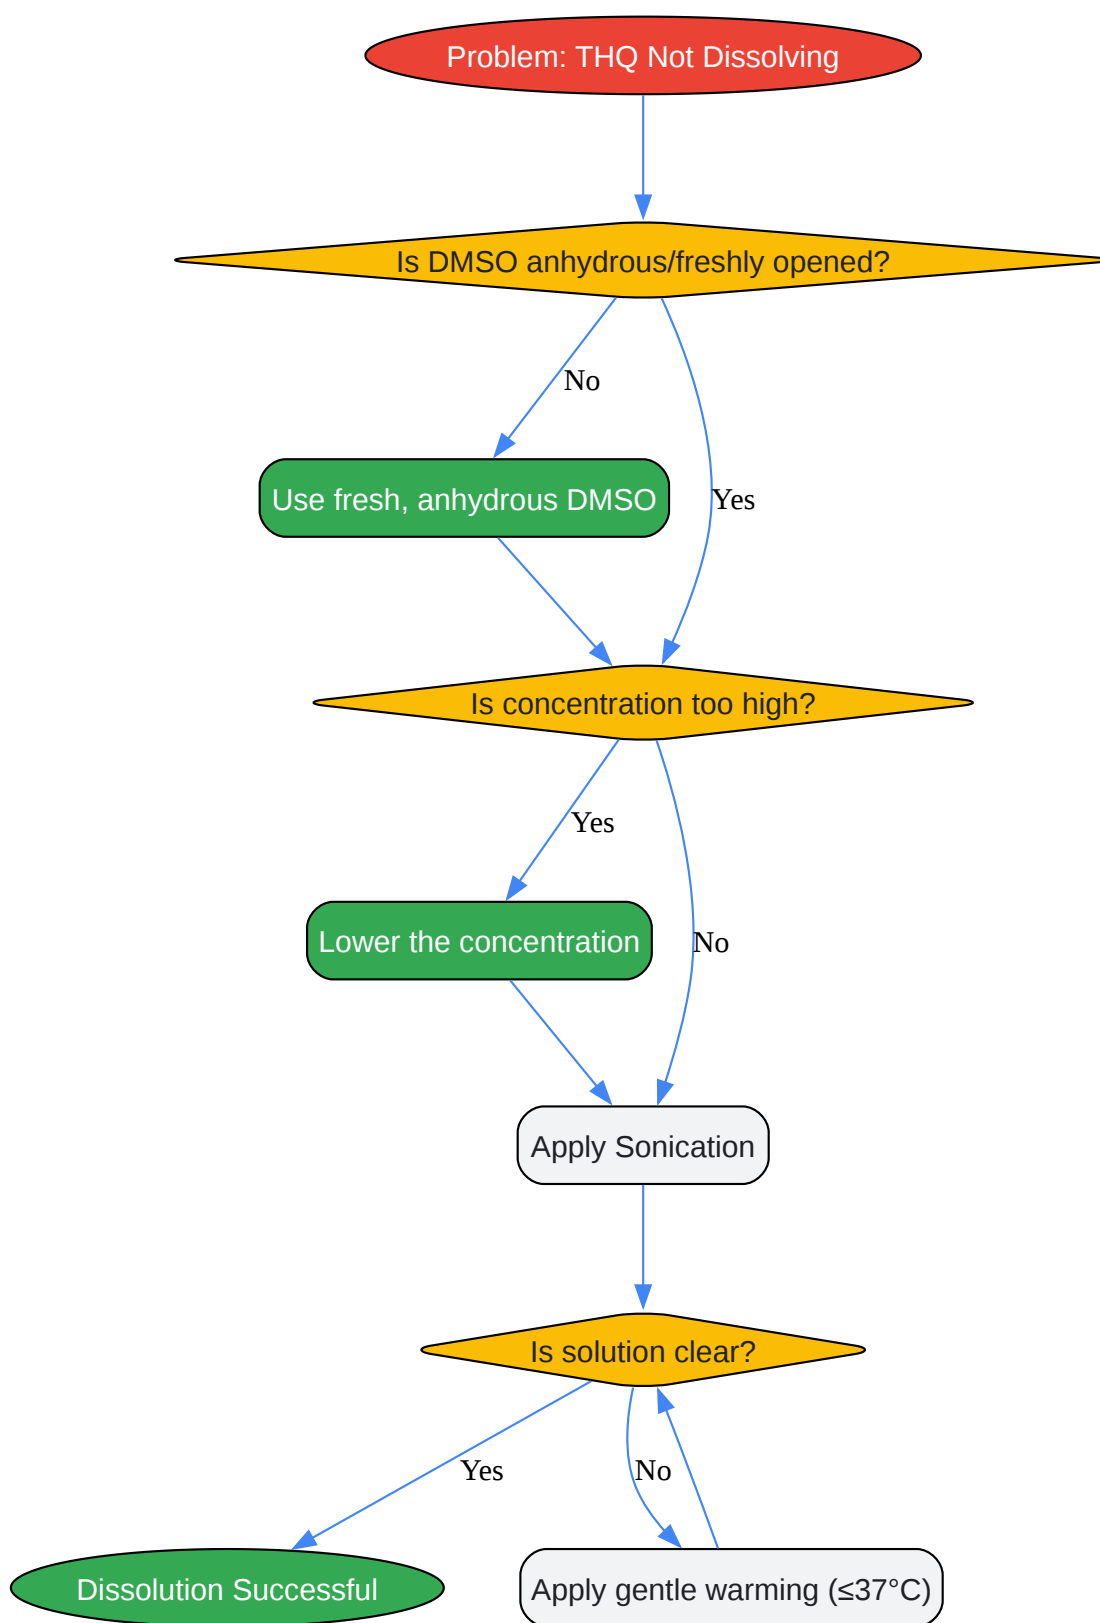 Problem: THQ Not Dissolving
Is DMSO anhydrous/freshly opened?
No
Use fresh, anhydrous DMSO
Yes
Is concentration too high?
Yes
Lower the concentration
No
Apply Sonication
Is solution clear?
Yes
No
Dissolution Successful
Apply gentle warming (≤37°C)